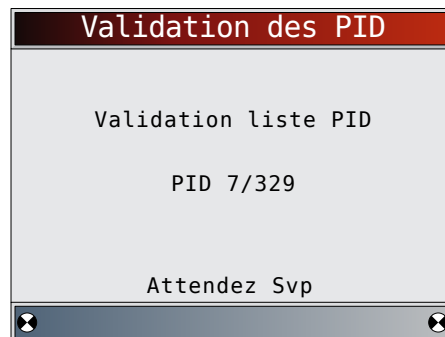 Validation des PID
Validation liste PID
PID 7/329
Attendez Svp